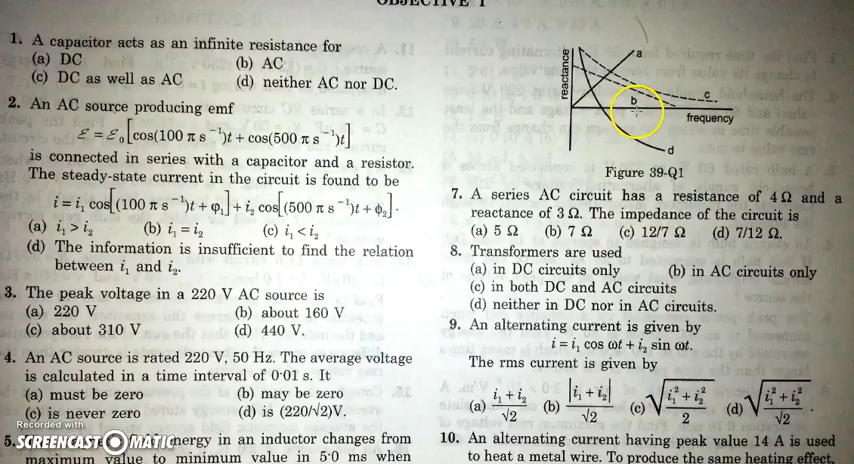 OBJECTIVE I
1. A capacitor acts as an infinite resistance for
(a) DC (b) AC
(c) DC as well as AC (d) neither AC nor DC.
2. An AC source producing emf
ℰ = ℰ₀[cos(100 π s⁻¹)t + cos(500 π s⁻¹)t]
is connected in series with a capacitor and a resistor.
The steady-state current in the circuit is found to be
i = i₁ cos[(100 π s⁻¹)t + φ₁] + i₂ cos[(500 π s⁻¹)t + ϕ₂].
(a) i₁ > i₂ (b) i₁ = i₂ (c) i₁ < i₂
(d) The information is insufficient to find the relation
between i₁ and i₂.
3. The peak voltage in a 220 V AC source is
(a) 220 V (b) about 160 V
(c) about 310 V (d) 440 V.
4. An AC source is rated 220 V, 50 Hz. The average voltage
is calculated in a time interval of 0·01 s. It
(a) must be zero (b) may be zero
(c) is never zero (d) is (220/√2)V.
Recorded with
SCREENCAST-O-MATIC
5. energy in an inductor changes from
maximum value to minimum value in 5·0 ms when
reactance
a
b
c
frequency
d
Figure 39-Q1
7. A series AC circuit has a resistance of 4 Ω and a
reactance of 3 Ω. The impedance of the circuit is
(a) 5 Ω (b) 7 Ω (c) 12/7 Ω (d) 7/12 Ω.
8. Transformers are used
(a) in DC circuits only (b) in AC circuits only
(c) in both DC and AC circuits
(d) neither in DC nor in AC circuits.
9. An alternating current is given by
i = i₁ cos ωt + i₂ sin ωt.
The rms current is given by
(a) (i₁ + i₂)/√2 (b) |i₁ + i₂|/√2 (c) √((i₁² + i₂²)/2) (d) √((i₁² + i₂²)/√2) .
10. An alternating current having peak value 14 A is used
to heat a metal wire. To produce the same heating effect,